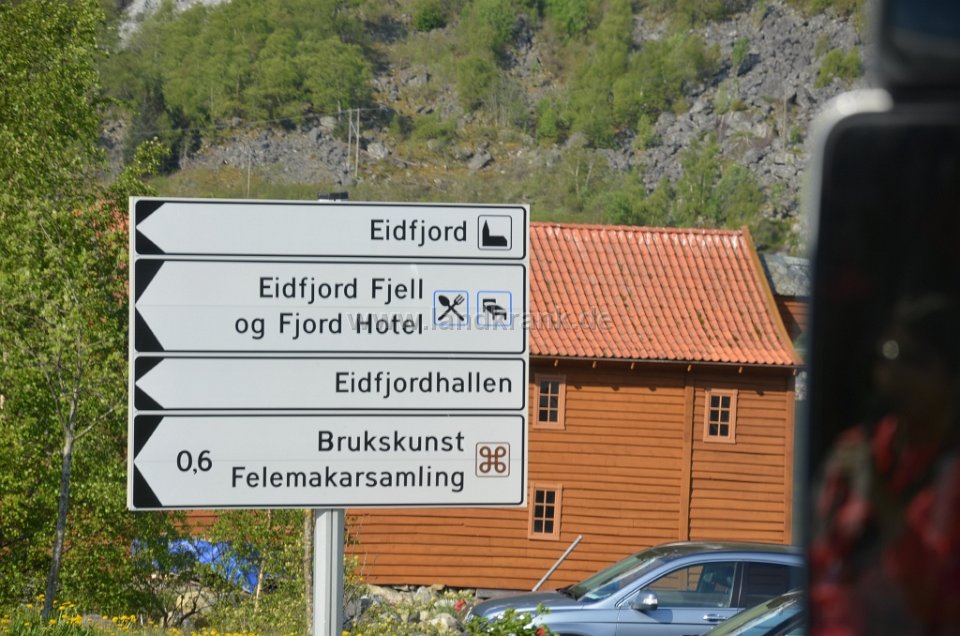 Eidfjord
Eidfjord Fjell
og Fjord Hotel
www.landkrank.de
Eidfjordhallen
0,6
Brukskunst
Felemakarsamling